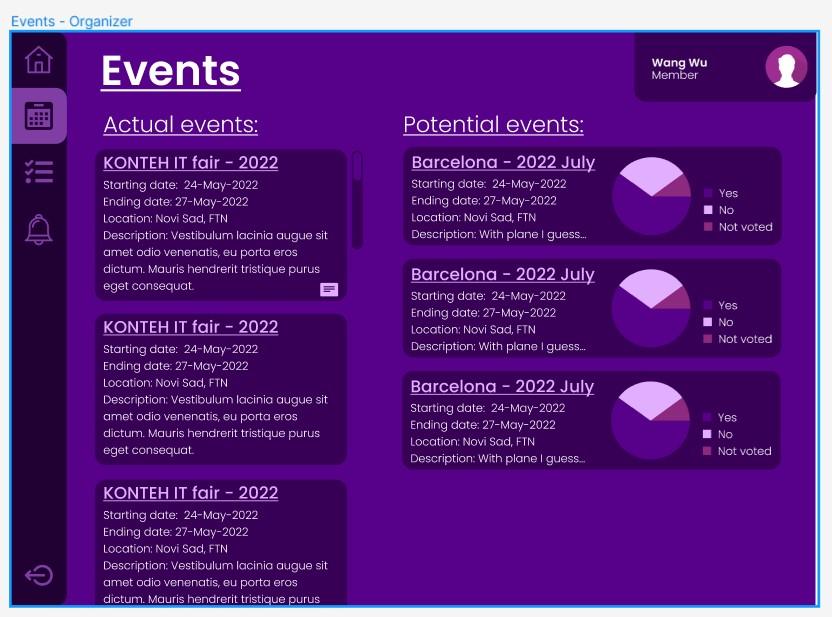 Events - Organizer
Events
Wang Wu
Member
Actual events:
KONTEH IT fair - 2022
Starting date: 24-May-2022
Ending date: 27-May-2022
Location: Novi Sad, FTN
Description: Vestibulum lacinia augue sit
amet odio venenatis, eu porta eros
dictum. Mauris hendrerit tristique purus
eget consequat.
KONTEH IT fair - 2022
Starting date: 24-May-2022
Ending date: 27-May-2022
Location: Novi Sad, FTN
Description: Vestibulum lacinia augue sit
amet odio venenatis, eu porta eros
dictum. Mauris hendrerit tristique purus
eget consequat.
KONTEH IT fair - 2022
Starting date: 24-May-2022
Ending date: 27-May-2022
Location: Novi Sad, FTN
Description: Vestibulum lacinia augue sit
amet odio venenatis, eu porta eros
dictum. Mauris hendrerit tristique purus
Potential events:
Barcelona - 2022 July
Starting date: 24-May-2022
Ending date: 27-May-2022
Location: Novi Sad, FTN
Description: With plane I guess...
Yes
No
Not voted
Barcelona - 2022 July
Starting date: 24-May-2022
Ending date: 27-May-2022
Location: Novi Sad, FTN
Description: With plane I guess...
Yes
No
Not voted
Barcelona - 2022 July
Starting date: 24-May-2022
Ending date: 27-May-2022
Location: Novi Sad, FTN
Description: With plane I guess...
Yes
No
Not voted